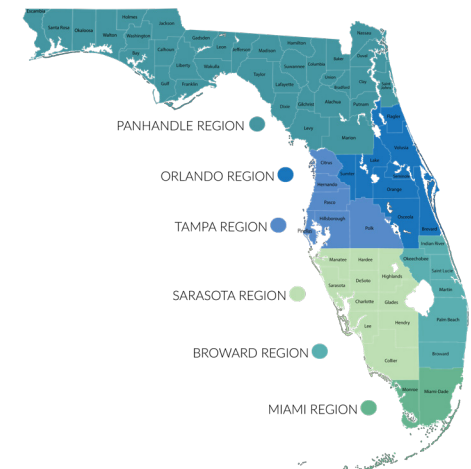 Escambia
Santa Rosa
Okaloosa
Walton
Holmes
Washington
Bay
Jackson
Calhoun
Gulf
Gadsden
Liberty
Franklin
Leon
Wakulla
Jefferson
Madison
Taylor
Hamilton
Suwannee
Lafayette
Dixie
Columbia
Gilchrist
Levy
Baker
Union
Bradford
Alachua
Marion
Nassau
Duval
Clay
Putnam
PANHANDLE REGION
Flagler
Volusia
Citrus
Sumter
Lake
Seminole
ORLANDO REGION
Hernando
Orange
Pasco
Osceola
Brevard
Hillsborough
Polk
TAMPA REGION
Indian River
Okeechobee
Manatee
Hardee
Highlands
Saint Lucie
Sarasota
DeSoto
Martin
SARASOTA REGION
Charlotte
Glades
Palm Beach
Lee
Hendry
BROWARD REGION
Collier
Broward
Monroe
Miami-Dade
MIAMI REGION